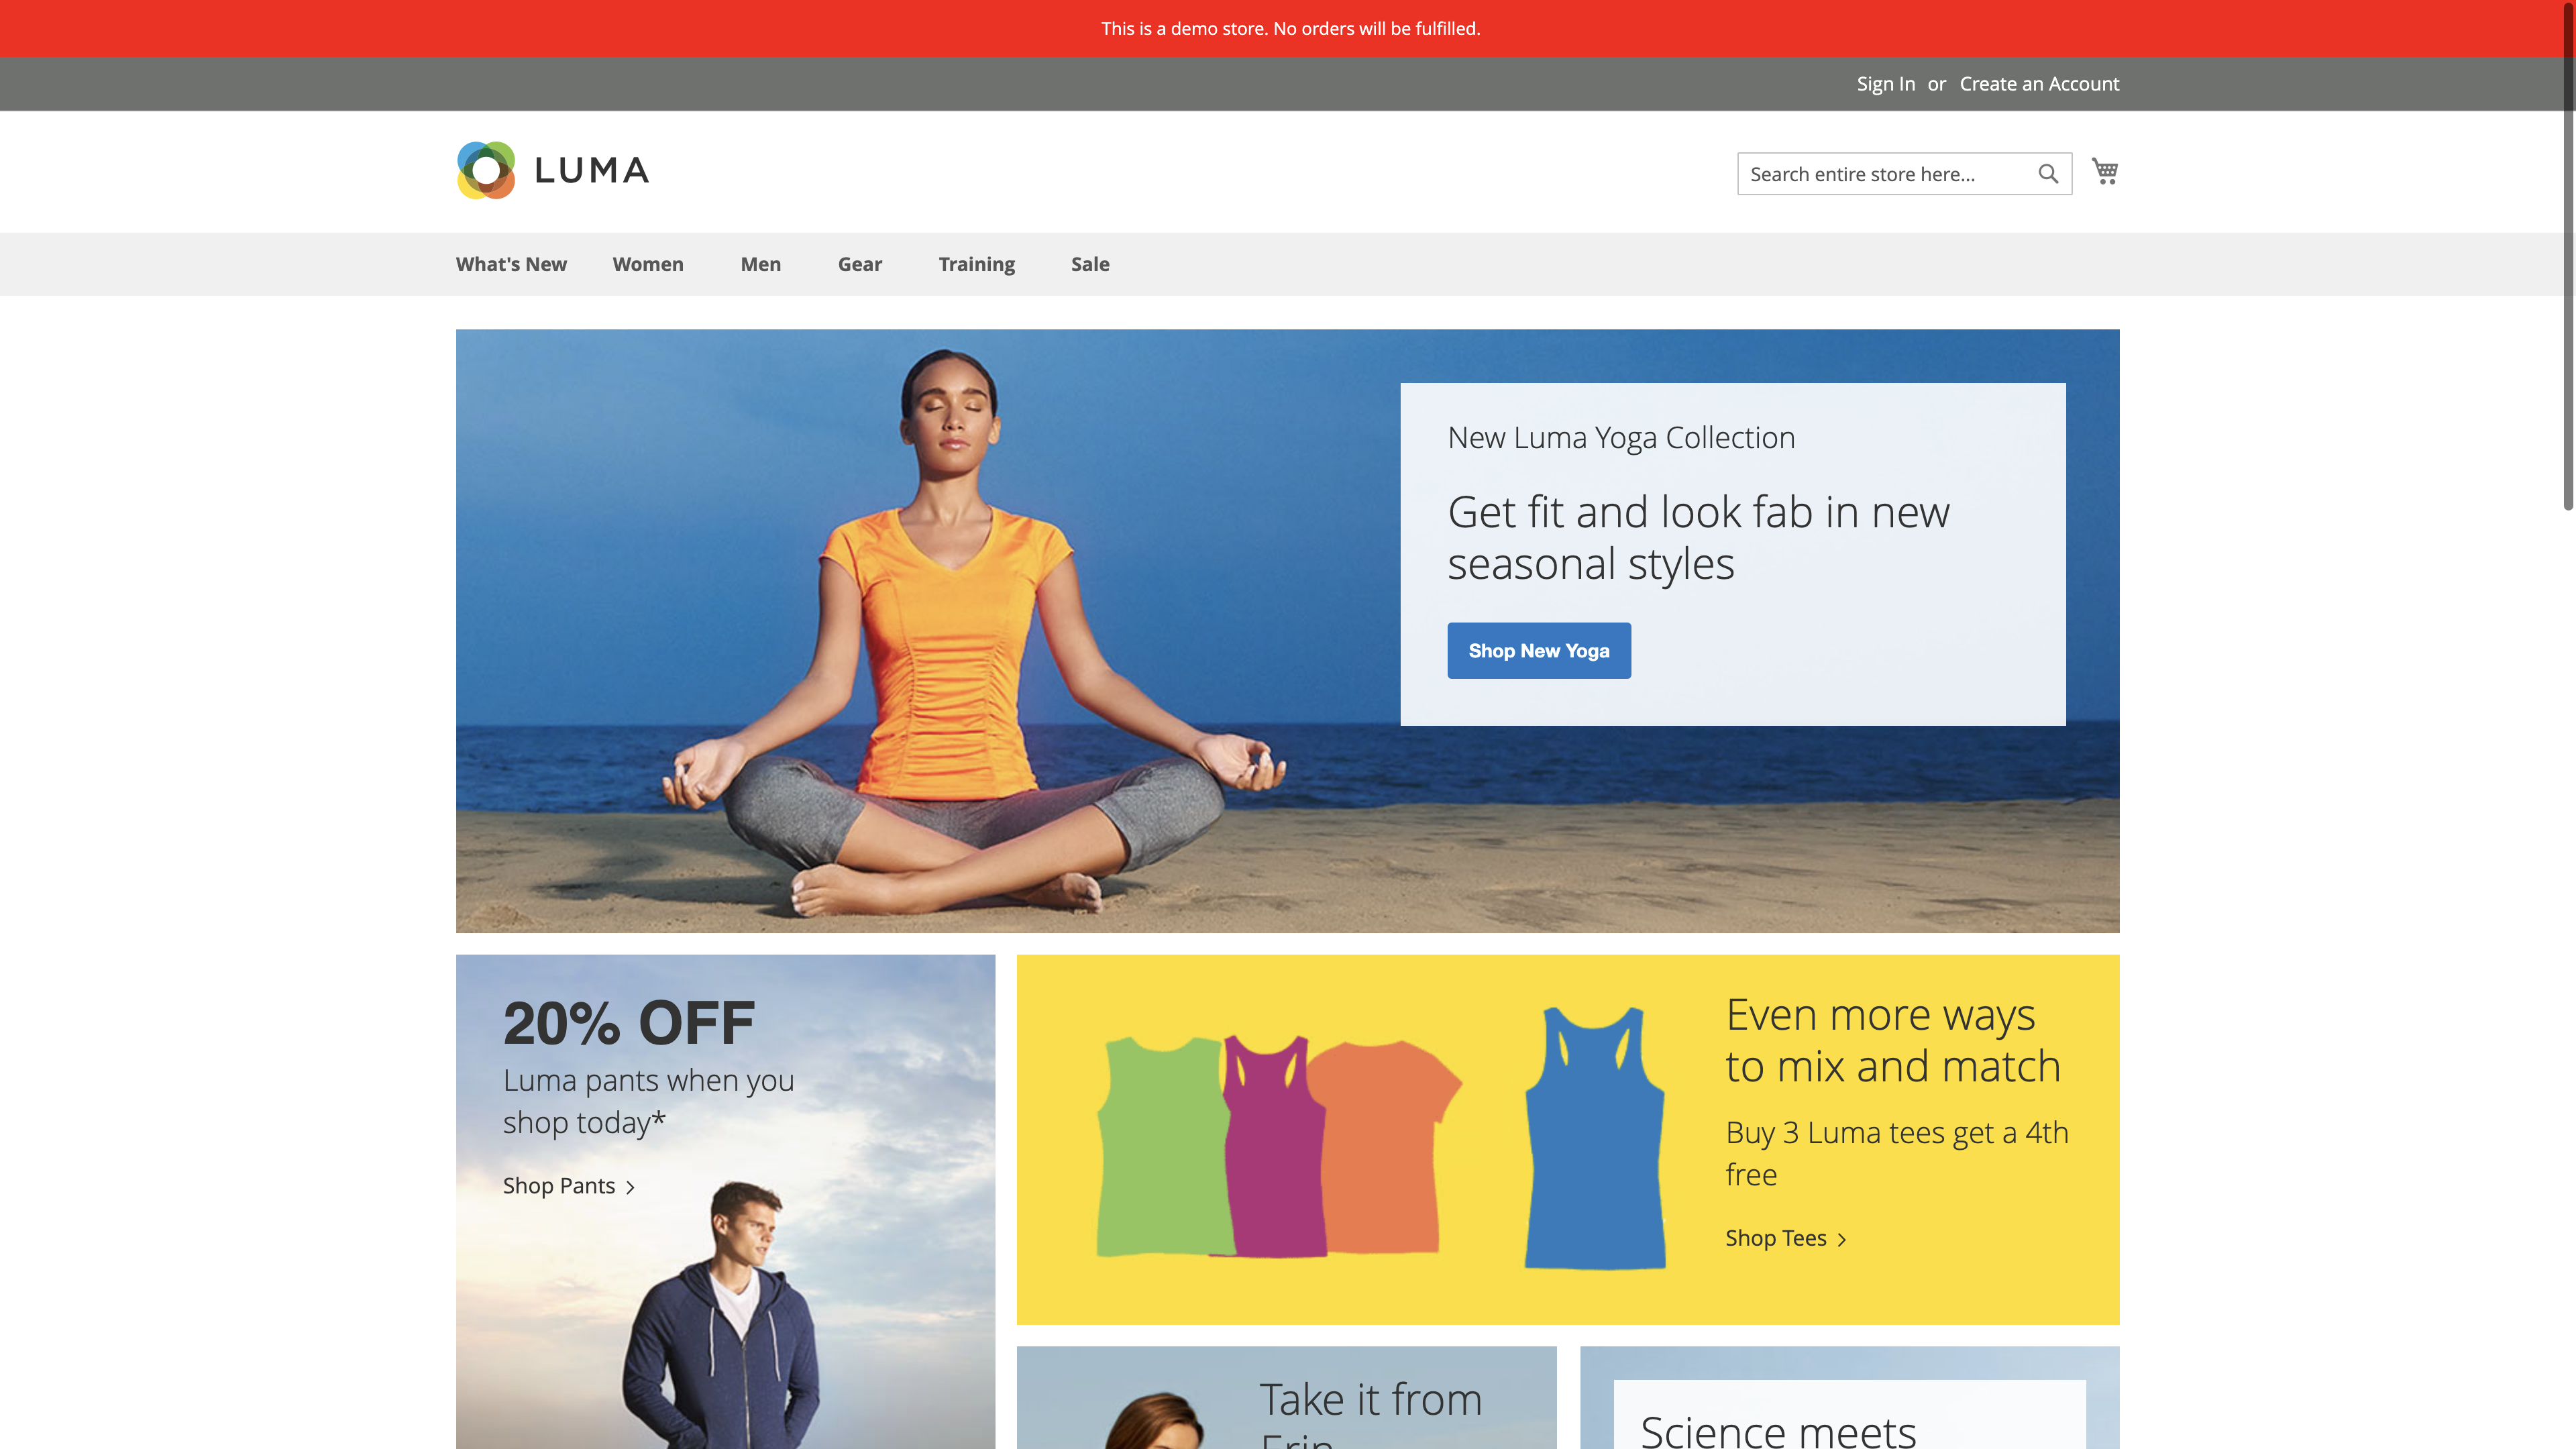 This is a demo store. No orders will be fulfilled.
Sign In or Create an Account
LUMA
Search entire store here...
What's New Women Men Gear Training Sale
New Luma Yoga Collection
Get fit and look fab in new
seasonal styles
Shop New Yoga
20% OFF
Luma pants when you
shop today*
Shop Pants
Even more ways
to mix and match
Buy 3 Luma tees get a 4th
free
Shop Tees
Take it from
Erin
Science meets